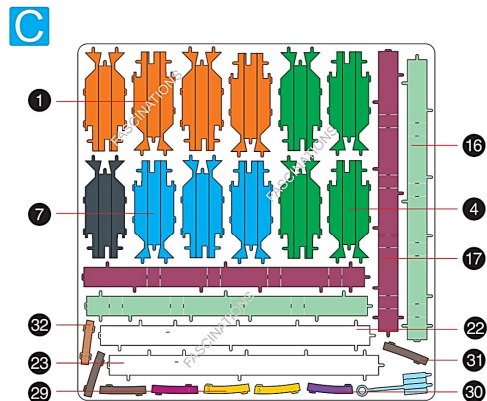 C
1
16
7
4
17
32
22
23
31
29
30
FASCINATIONS
FASCINATIONS
FASCINATIONS